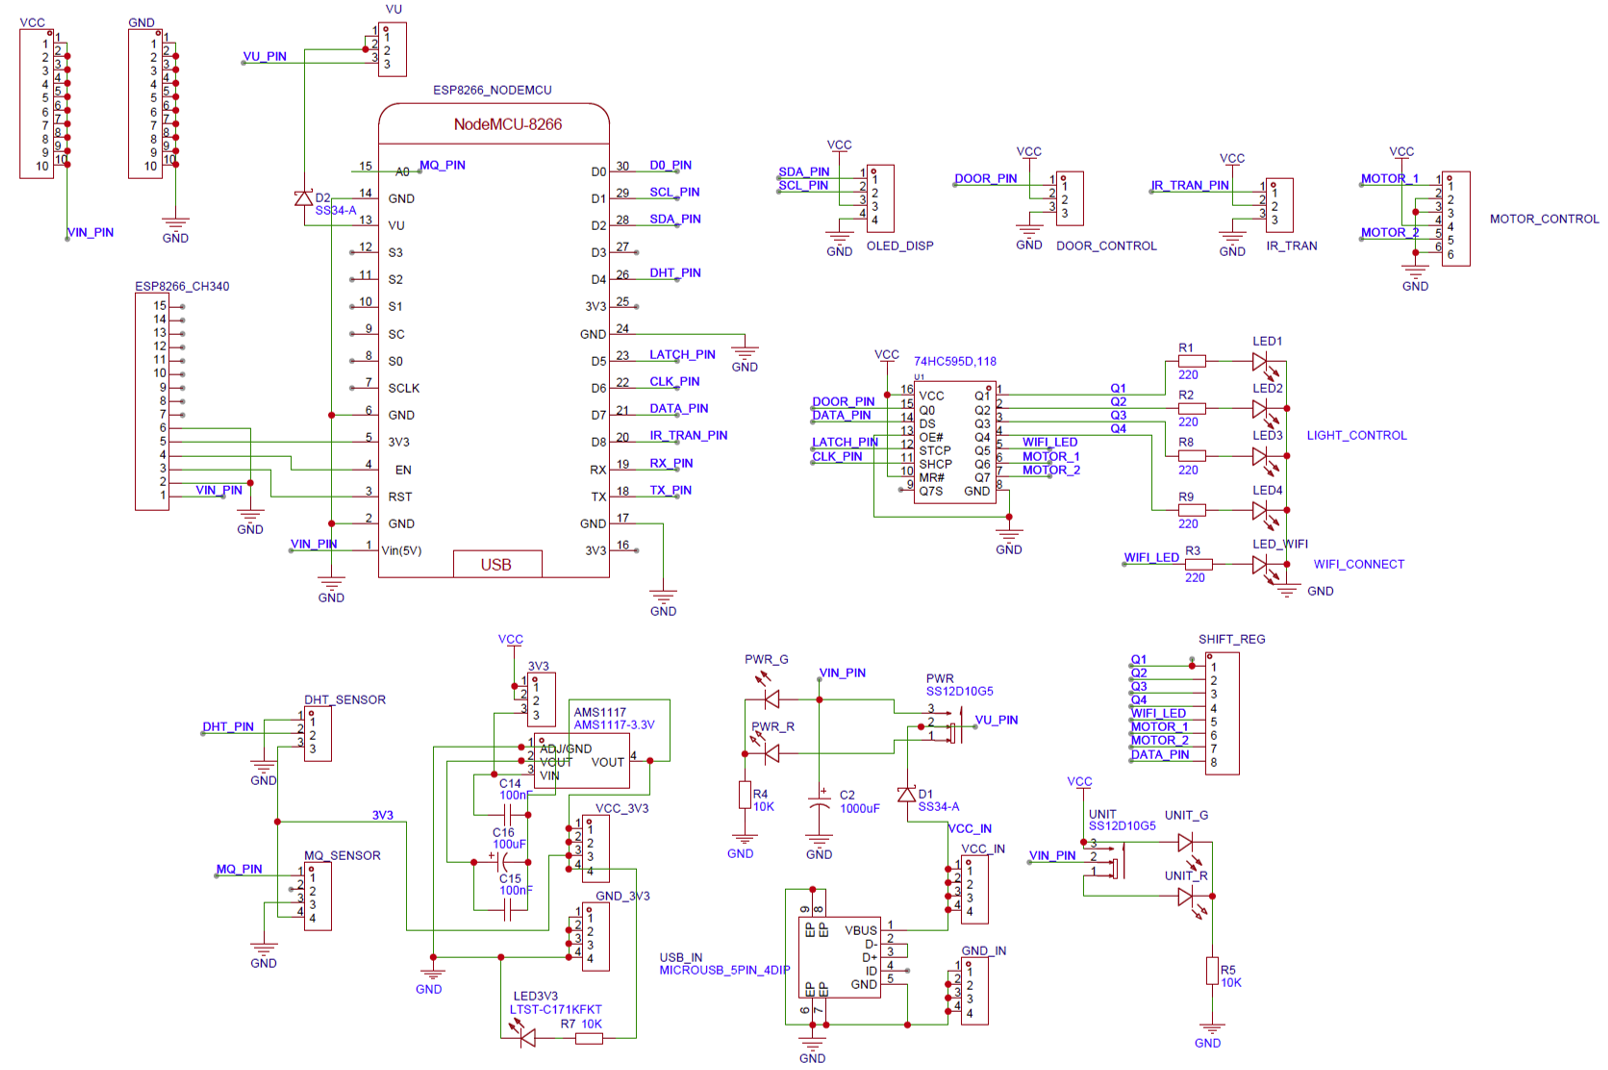 VCC
1
2
3
4
5
6
7
8
9
10
1
2
3
4
5
6
7
8
9
10
VIN_PIN
GND
1
2
3
4
5
6
7
8
9
10
1
2
3
4
5
6
7
8
9
10
GND
VU
VU_PIN
1
2
3
1
2
3
D2
SS34-A
ESP8266_NODEMCU
NodeMCU-8266
15 A0 MQ_PIN
14 GND
13 VU
12 S3
11 S2
10 S1
9 SC
8 S0
7 SCLK
6 GND
5 3V3
4 EN
3 RST
2 GND
VIN_PIN 1 Vin(5V)
USB
D0 30 D0_PIN
D1 29 SCL_PIN
D2 28 SDA_PIN
D3 27
D4 26 DHT_PIN
3V3 25
GND 24
D5 23 LATCH_PIN
D6 22 CLK_PIN
D7 21 DATA_PIN
D8 20 IR_TRAN_PIN
RX 19 RX_PIN
TX 18 TX_PIN
GND 17
3V3 16
GND
GND
GND
ESP8266_CH340
15
14
13
12
11
10
9
8
7
6
5
4
3
2
1
VIN_PIN
GND
VCC
SDA_PIN 1 1
SCL_PIN 2 2
3 3
4 4
GND
OLED_DISP
VCC
DOOR_PIN 1 1
2 2
3 3
GND
DOOR_CONTROL
VCC
IR_TRAN_PIN 1 1
2 2
3 3
GND
IR_TRAN
VCC
MOTOR_1 1 1
2 2
3 3
4 4
MOTOR_2 5 5
6 6
GND
MOTOR_CONTROL
VCC
74HC595D,118
U1
16 VCC Q1 1
DOOR_PIN 15 Q0 Q2 2
DATA_PIN 14 DS Q3 3
13 OE# Q4 4
LATCH_PIN 12 STCP Q5 5 WIFI_LED
CLK_PIN 11 SHCP Q6 6 MOTOR_1
10 MR# Q7 7 MOTOR_2
9 Q7S GND 8
GND
Q1
Q2
Q3
Q4
R1
220
LED1
R2
220
LED2
R8
220
LED3
R9
220
LED4
LIGHT_CONTROL
WIFI_LED
R3
220
LED_WIFI
WIFI_CONNECT
GND
DHT_SENSOR
DHT_PIN
1 1
2 2
3 3
GND
3V3
MQ_SENSOR
MQ_PIN
1 1
2 2
3 3
4 4
GND
VCC
3V3
1 1
2 2
3 3
AMS1117
AMS1117-3.3V
1 ADJ/GND
2 VOUT
3 VIN
VOUT 4
C14
100nF
C16
100uF
+
C15
100nF
VCC_3V3
1 1
2 2
3 3
4 4
GND_3V3
1 1
2 2
3 3
4 4
GND
LED3V3
LTST-C171KFKT
R7 10K
PWR_G
PWR_R
R4
10K
GND
VIN_PIN
+
C2
1000uF
GND
PWR
SS12D10G5
3
2
1
VU_PIN
D1
SS34-A
VCC_IN
VCC_IN
1 1
2 2
3 3
4 4
GND_IN
1 1
2 2
3 3
4 4
USB_IN
MICROUSB_5PIN_4DIP
9 8
EP EP
VBUS 1
D- 2
D+ 3
ID 4
GND 5
EP EP
6 7
GND
SHIFT_REG
Q1 1
Q2 2
Q3 3
Q4 4
WIFI_LED 5
MOTOR_1 6
MOTOR_2 7
DATA_PIN 8
VCC
UNIT
SS12D10G5
VIN_PIN
3
2
1
UNIT_G
UNIT_R
R5
10K
GND